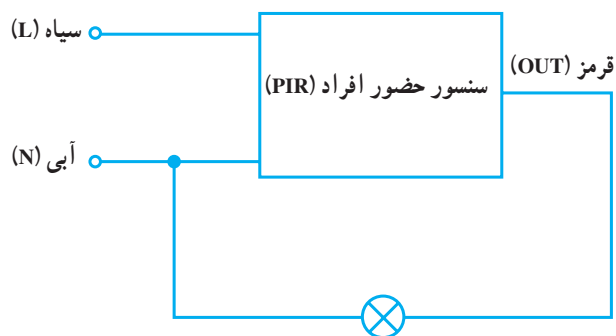 سیاه (L)
قرمز (OUT)
سنسور حضور افراد (PIR)
آبی (N)